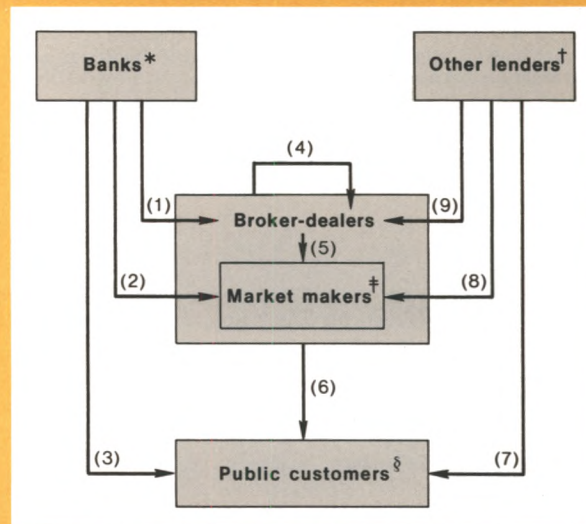 Banks*
Other lenders†
(4)
(1)
Broker-dealers
(9)
(5)
(2)
Market makers‡
(8)
(6)
(3)
Public customers§
(7)